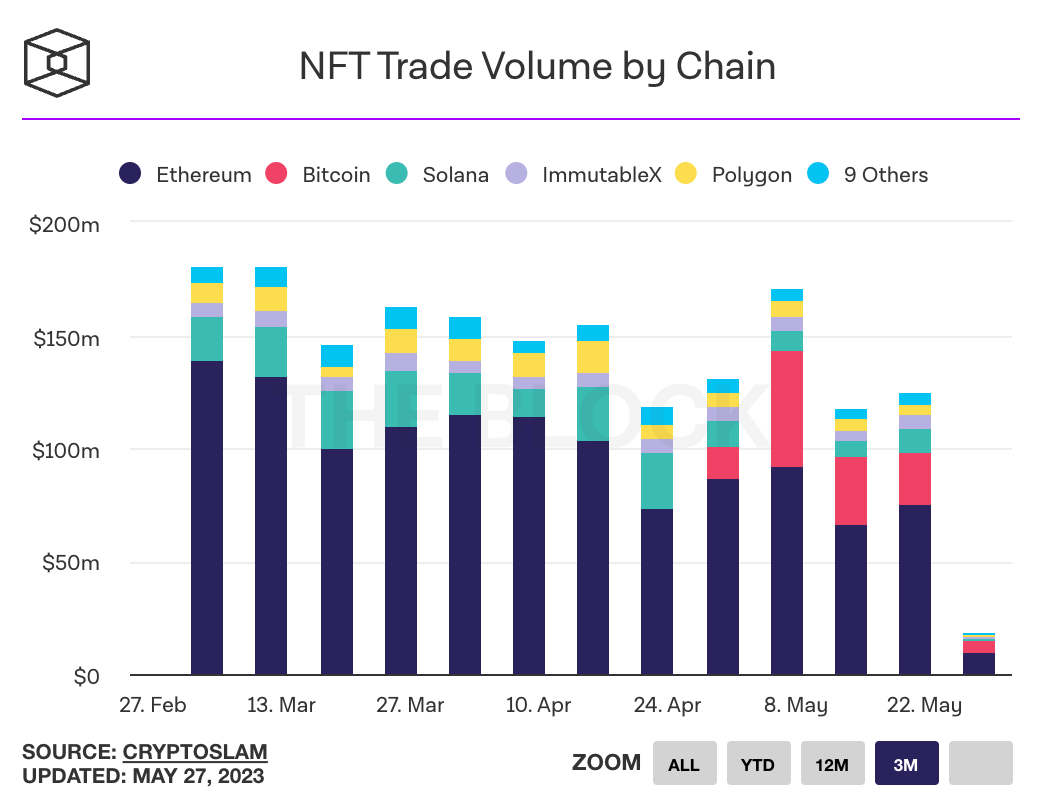 NFT Trade Volume by Chain
Ethereum Bitcoin Solana ImmutableX Polygon 9 Others
$200m
$150m
$100m
$50m
$0
THE BLOCK
27. Feb 13. Mar 27. Mar 10. Apr 24. Apr 8. May 22. May
SOURCE: CRYPTOSLAM
UPDATED: MAY 27, 2023
ZOOM ALL YTD 12M 3M